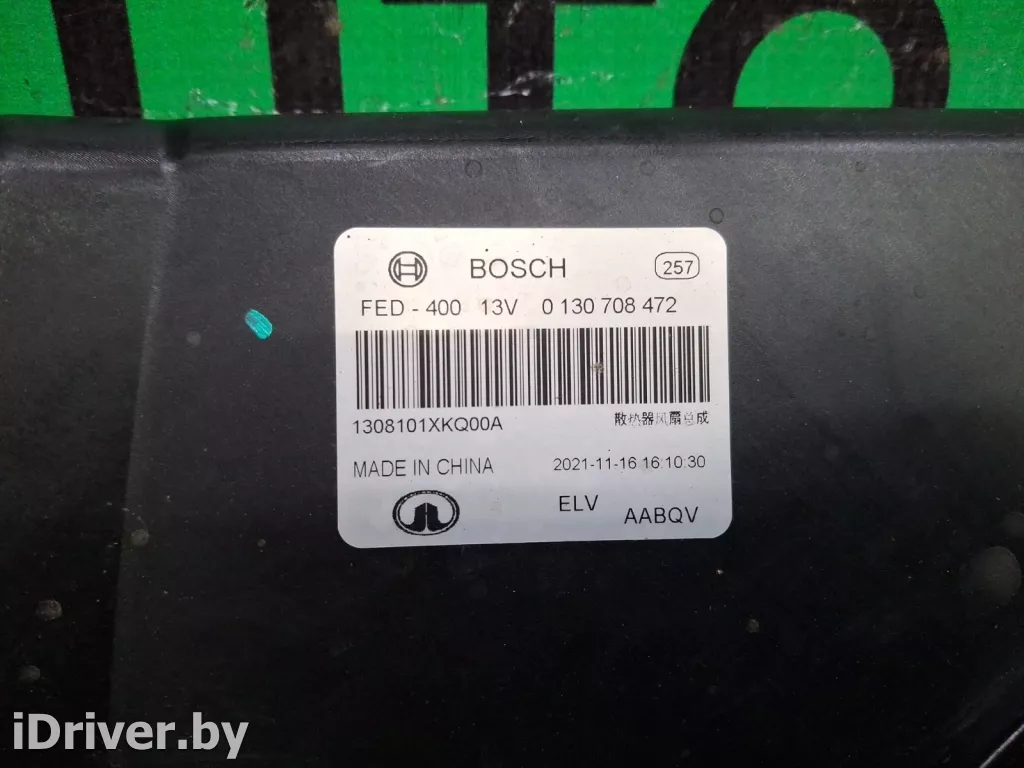 BOSCH 257
FED - 400 13V 0 130 708 472
1308101XKQ00A 散热器风扇总成
MADE IN CHINA 2021-11-16 16:10:30
ELV AABQV
iDriver.by